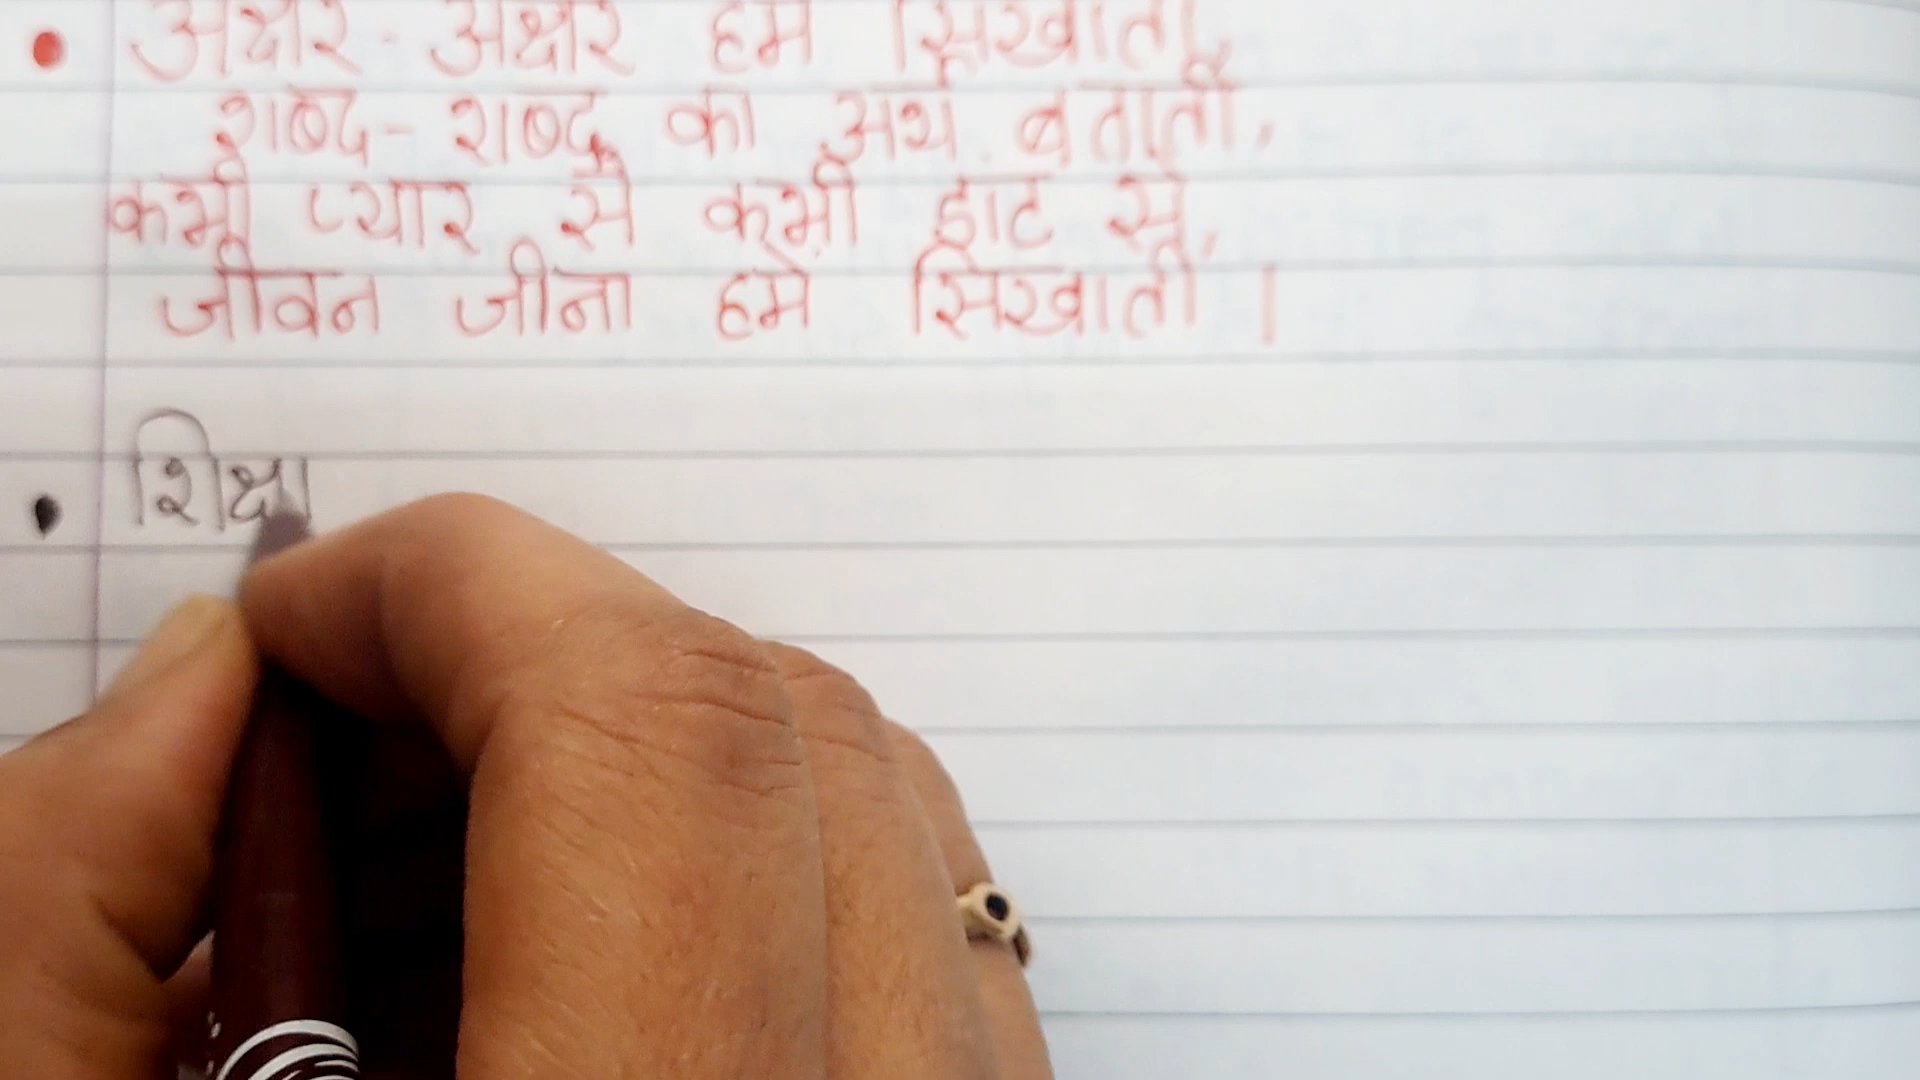 अक्षर-अक्षर हमें सिखाती,
शब्द-शब्द का अर्थ बताती,
कभी प्यार से कभी डाट से,
जीवन जीना हमें सिखाती ।
शिक्षा